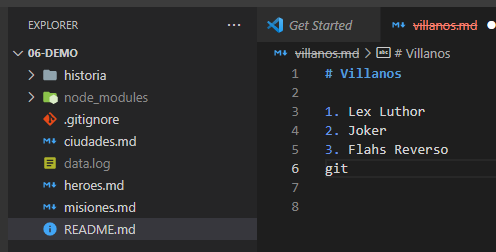 EXPLORER
Get Started
villanos.md
06-DEMO
villanos.md > # Villanos
historia
node_modules
.gitignore
ciudades.md
data.log
heroes.md
misiones.md
README.md
1 # Villanos
2
3 1. Lex Luthor
4 2. Joker
5 3. Flahs Reverso
6 git
7
8